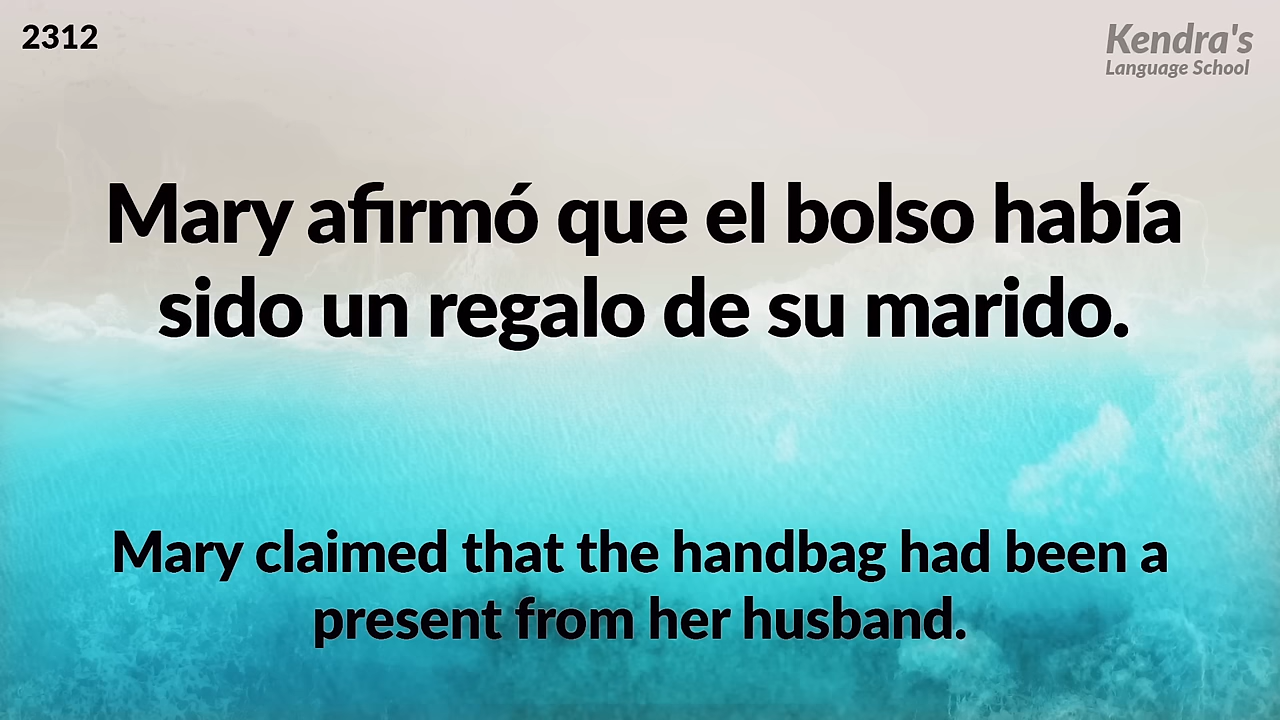 2312
Kendra's
Language School
Mary afirmó que el bolso había
sido un regalo de su marido.
Mary claimed that the handbag had been a
present from her husband.